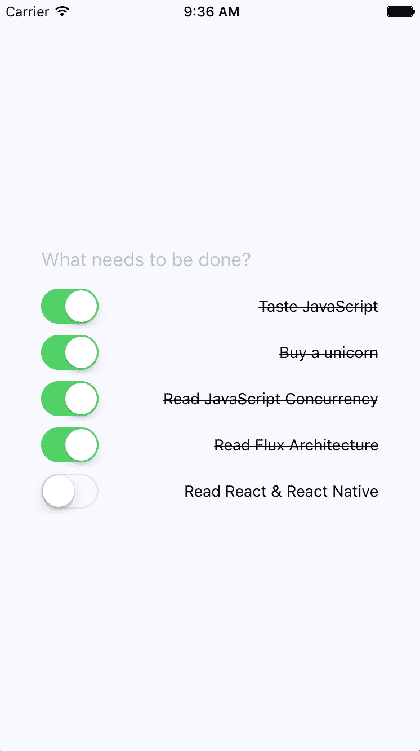 Carrier 9:36 AM
What needs to be done?
Taste JavaScript
Buy a unicorn
Read JavaScript Concurrency
Read Flux Architecture
Read React & React Native